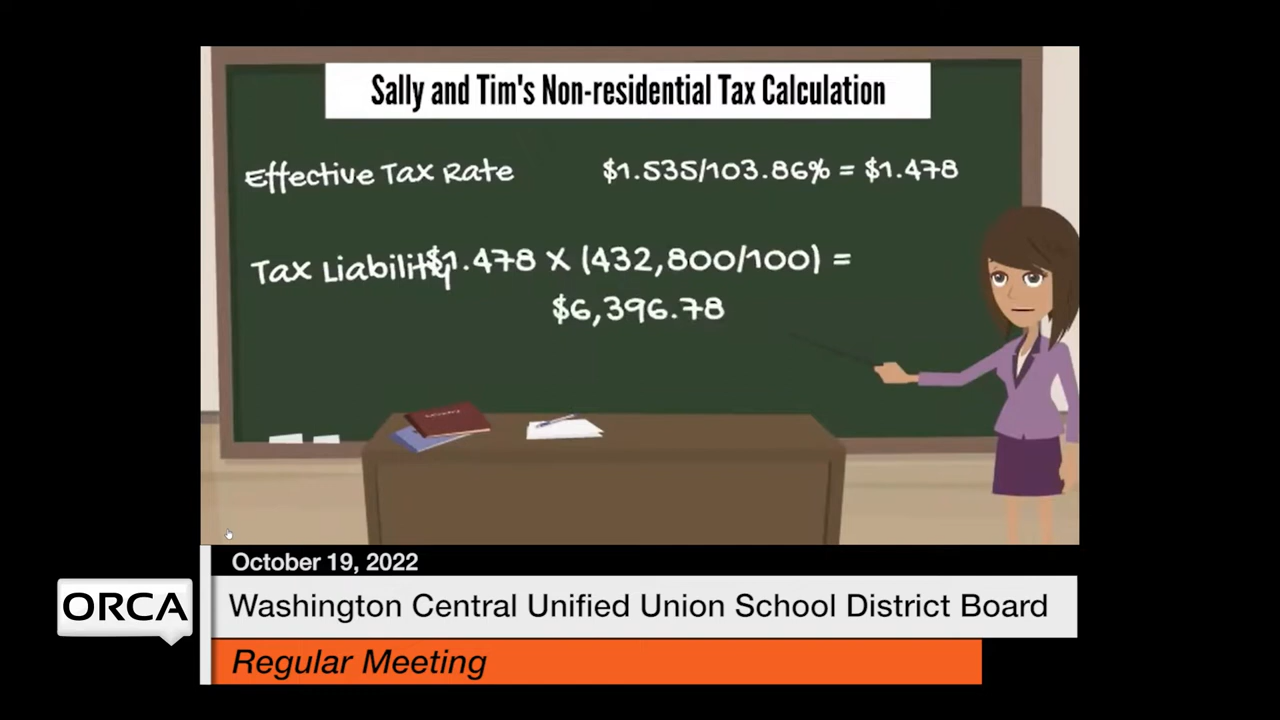 Sally and Tim's Non-residential Tax Calculation
Effective Tax Rate $1.535/103.86% = $1.478
Tax Liability $1.478 X (432,800/100) =
$6,396.78
October 19, 2022
ORCA
Washington Central Unified Union School District Board
Regular Meeting